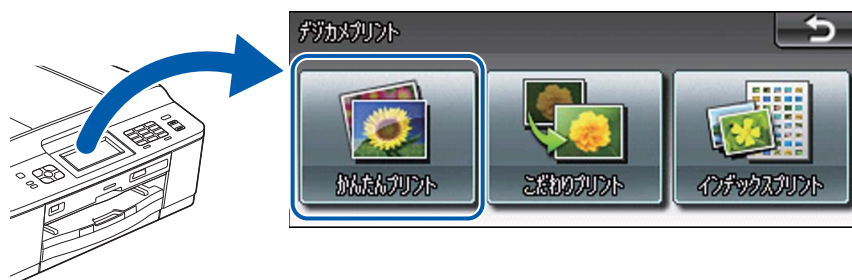 デジカメプリント
かんたんプリント
こだわりプリント
インデックスプリント